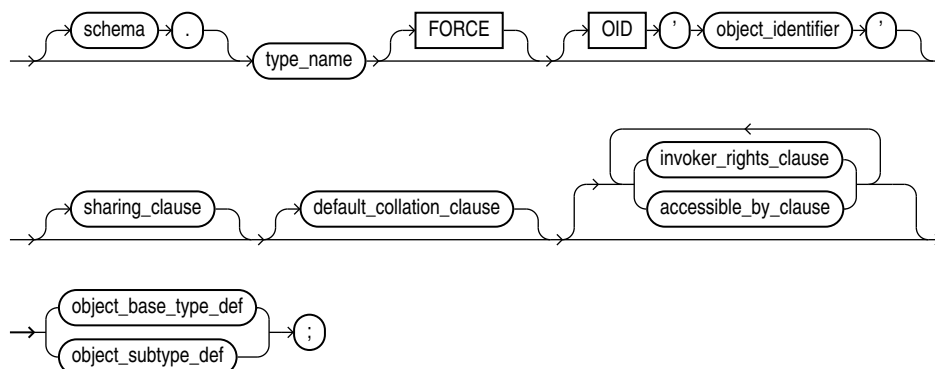 schema . type_name FORCE OID ' object_identifier '
sharing_clause default_collation_clause invoker_rights_clause
accessible_by_clause
object_base_type_def
object_subtype_def ;